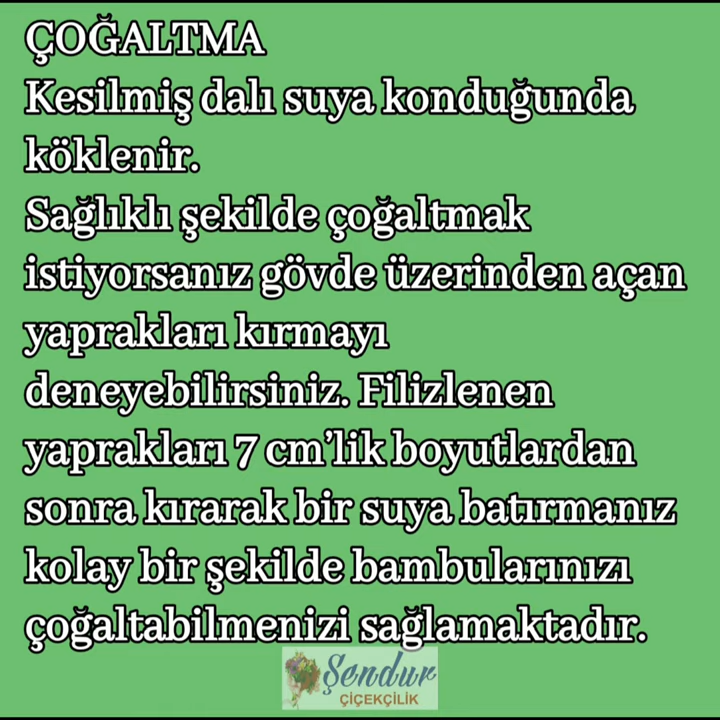 ÇOĞALTMA
Kesilmiş dalı suya konduğunda
köklenir.
Sağlıklı şekilde çoğaltmak
istiyorsanız gövde üzerinden açan
yaprakları kırmayı
deneyebilirsiniz. Filizlenen
yaprakları 7 cm’lik boyutlardan
sonra kırarak bir suya batırmanız
kolay bir şekilde bambularınızı
çoğaltabilmenizi sağlamaktadır.
Şendur
ÇİÇEKÇİLİK